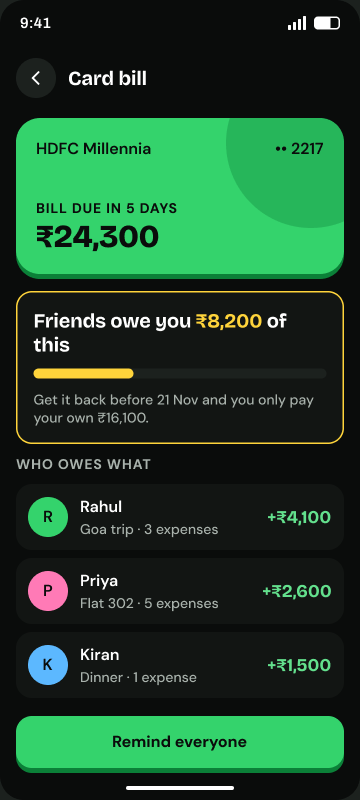 9:41
Card bill
HDFC Millennia
•• 2217
BILL DUE IN 5 DAYS
₹24,300
Friends owe you ₹8,200 of
this
Get it back before 21 Nov and you only pay
your own ₹16,100.
WHO OWES WHAT
R
Rahul
Goa trip · 3 expenses
+₹4,100
P
Priya
Flat 302 · 5 expenses
+₹2,600
K
Kiran
Dinner · 1 expense
+₹1,500
Remind everyone